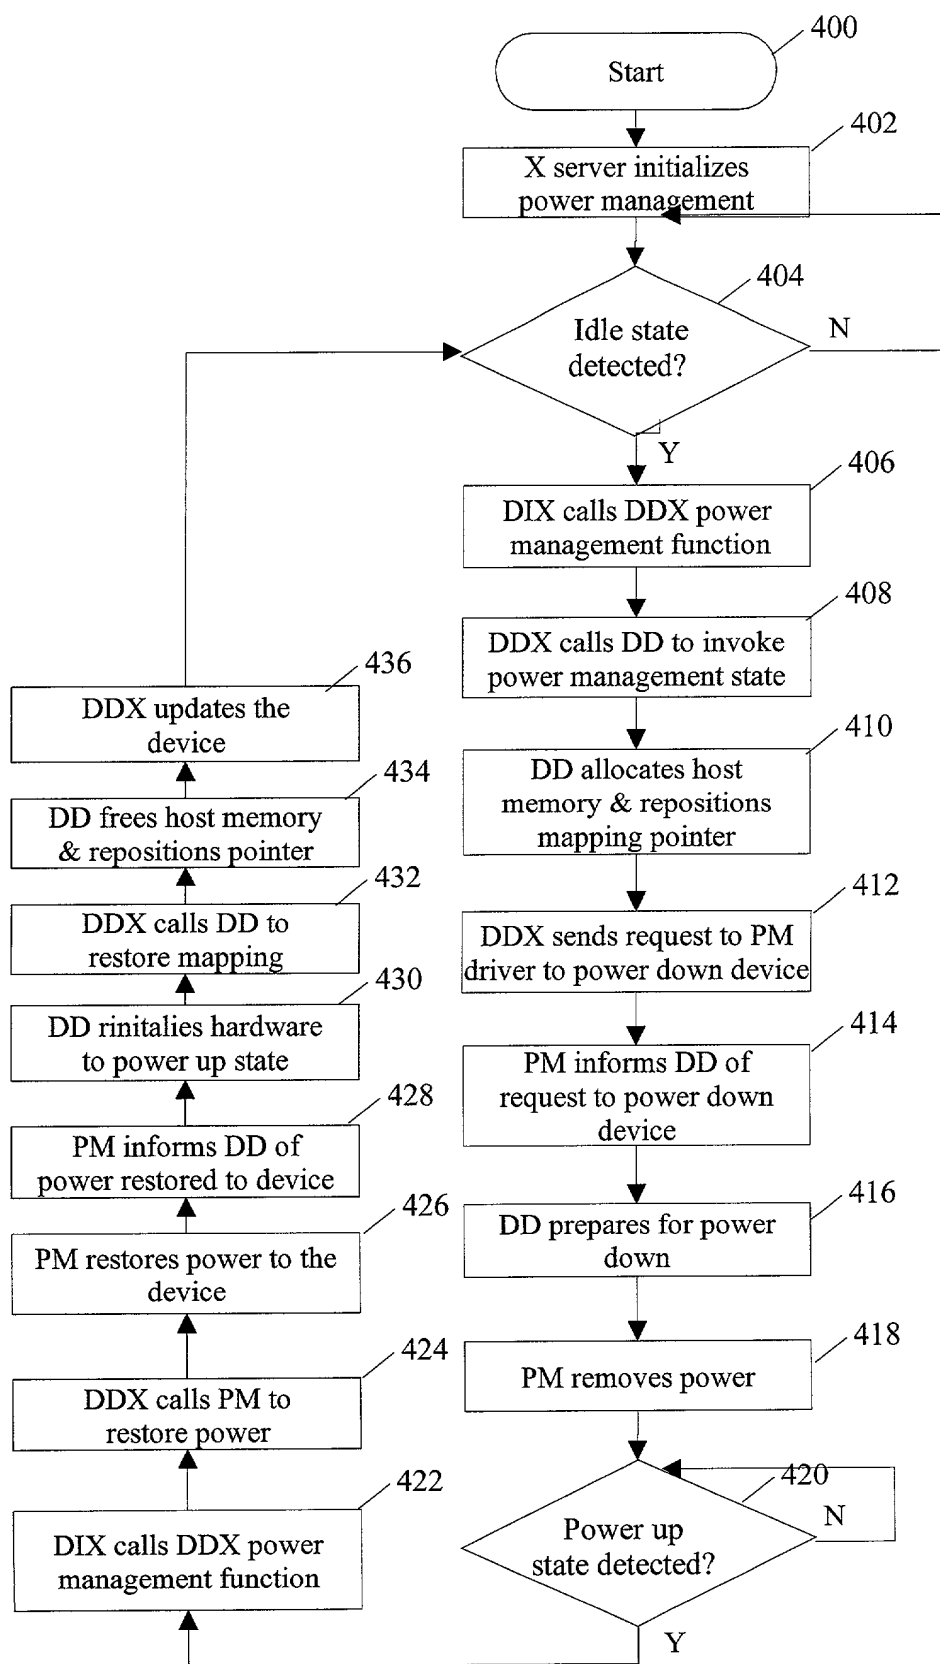 400
Start
402
X server initializes
power management
404
Idle state
detected?
N
Y
406
DIX calls DDX power
management function
408
DDX calls DD to invoke
power management state
410
DD allocates host
memory & repositions
mapping pointer
412
DDX sends request to PM
driver to power down device
414
PM informs DD of
request to power down
device
416
DD prepares for power
down
418
PM removes power
420
Power up
state detected?
N
Y
422
DIX calls DDX power
management function
424
DDX calls PM to
restore power
426
PM restores power to the
device
428
PM informs DD of
power restored to device
430
DD rinitalies hardware
to power up state
432
DDX calls DD to
restore mapping
434
DD frees host memory
& repositions pointer
436
DDX updates the
device